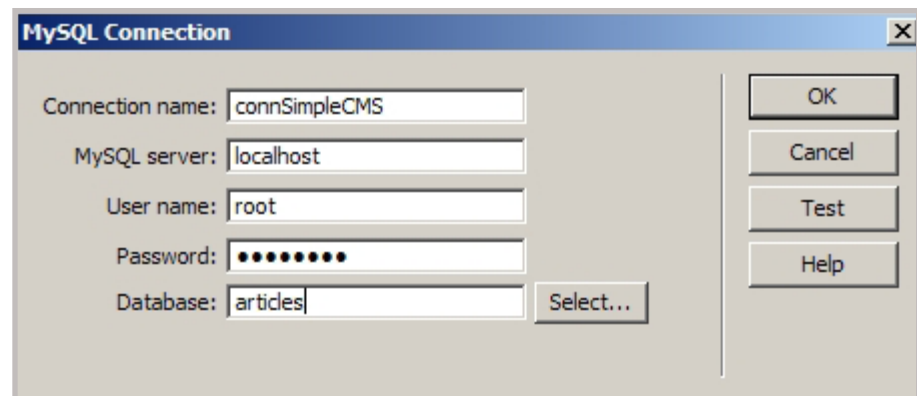 MySQL Connection
Connection name: connSimpleCMS
OK
MySQL server: localhost
Cancel
User name: root
Test
Password: ●●●●●●●●
Help
Database: articles
Select...